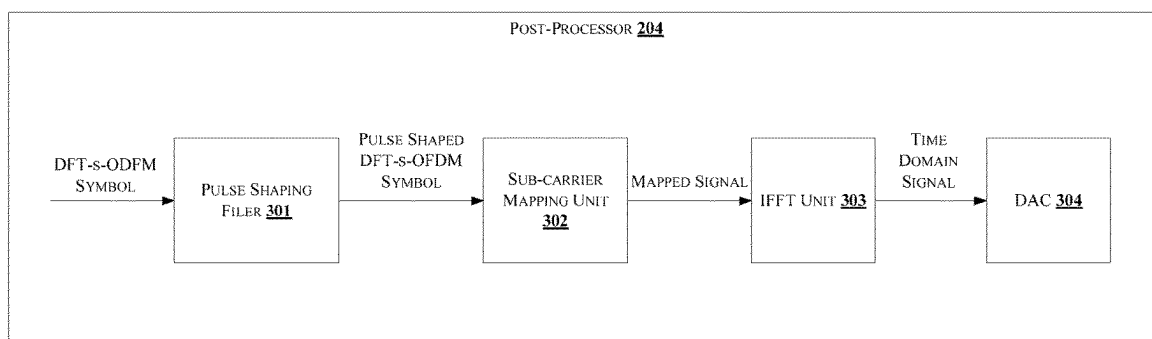 POST-PROCESSOR 204
DFT-S-ODFM
SYMBOL
PULSE SHAPING
FILER 301
PULSE SHAPED
DFT-S-OFDM
SYMBOL
SUB-CARRIER
MAPPING UNIT
302
MAPPED SIGNAL
IFFT UNIT 303
TIME
DOMAIN
SIGNAL
DAC 304